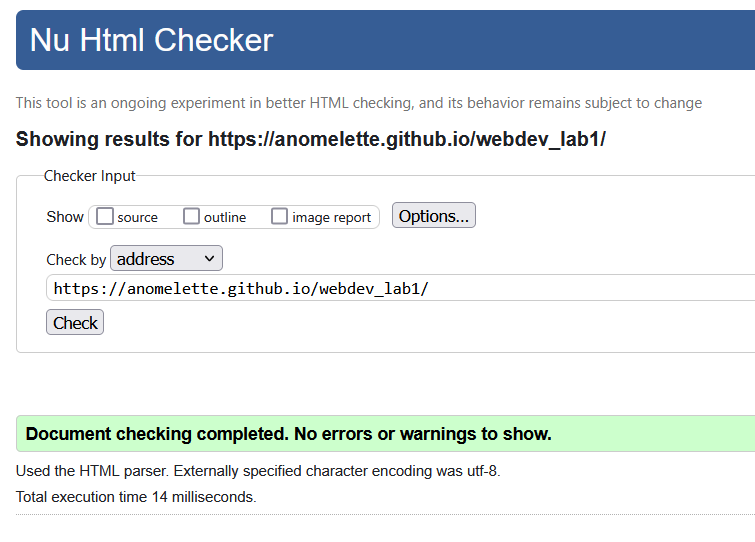 Nu Html Checker
This tool is an ongoing experiment in better HTML checking, and its behavior remains subject to change
Showing results for https://anomelette.github.io/webdev_lab1/
Checker Input
Show source outline image report Options...
Check by address
https://anomelette.github.io/webdev_lab1/
Check
Document checking completed. No errors or warnings to show.
Used the HTML parser. Externally specified character encoding was utf-8.
Total execution time 14 milliseconds.